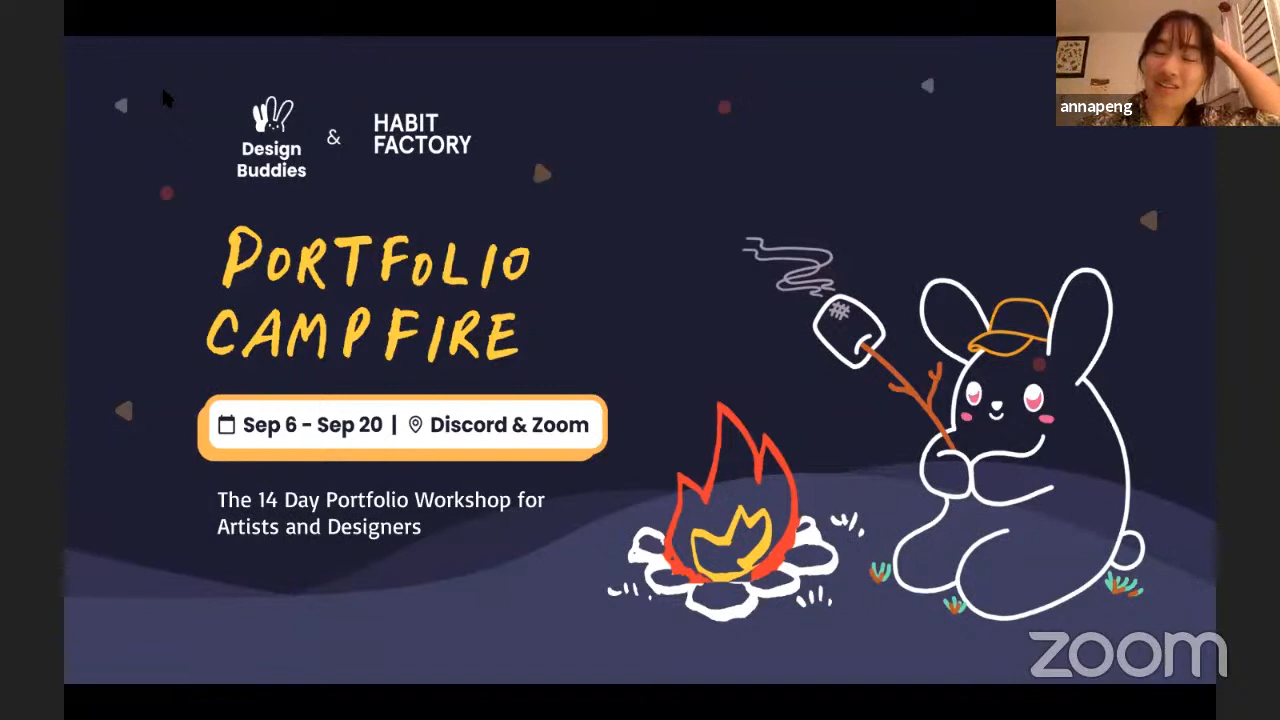 Design
Buddies
&
HABIT
FACTORY
PORTFOLIO
CAMPFIRE
Sep 6 - Sep 20 | Discord & Zoom
The 14 Day Portfolio Workshop for
Artists and Designers
annapeng
zoom